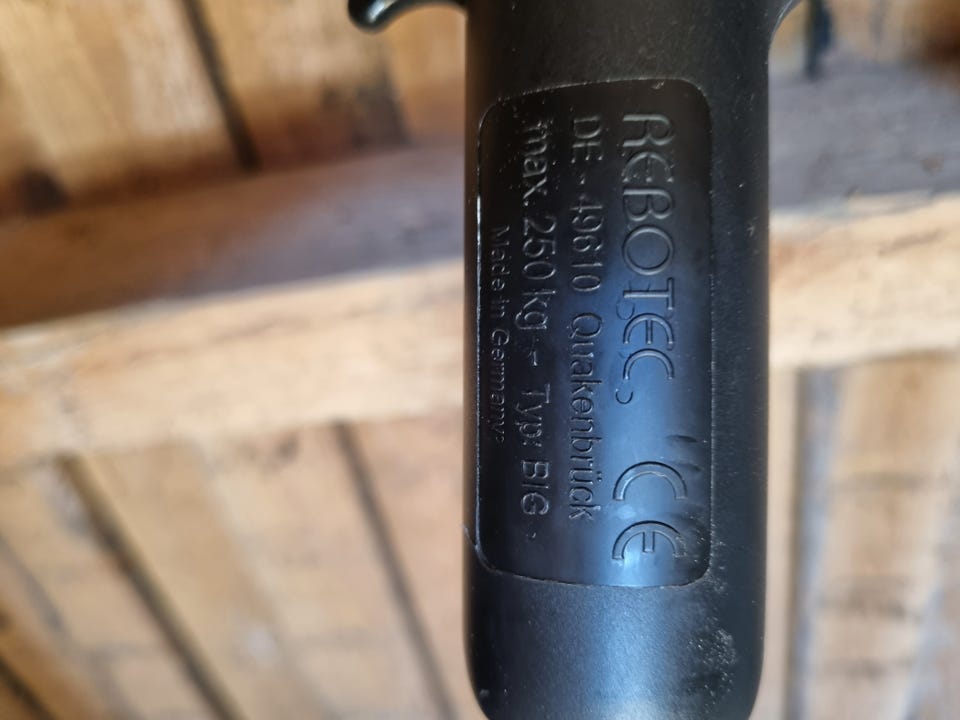 REBOTEC CE
DE - 49610 Quakenbrück
max. 250 kg - Typ: BIG
Made in Germany